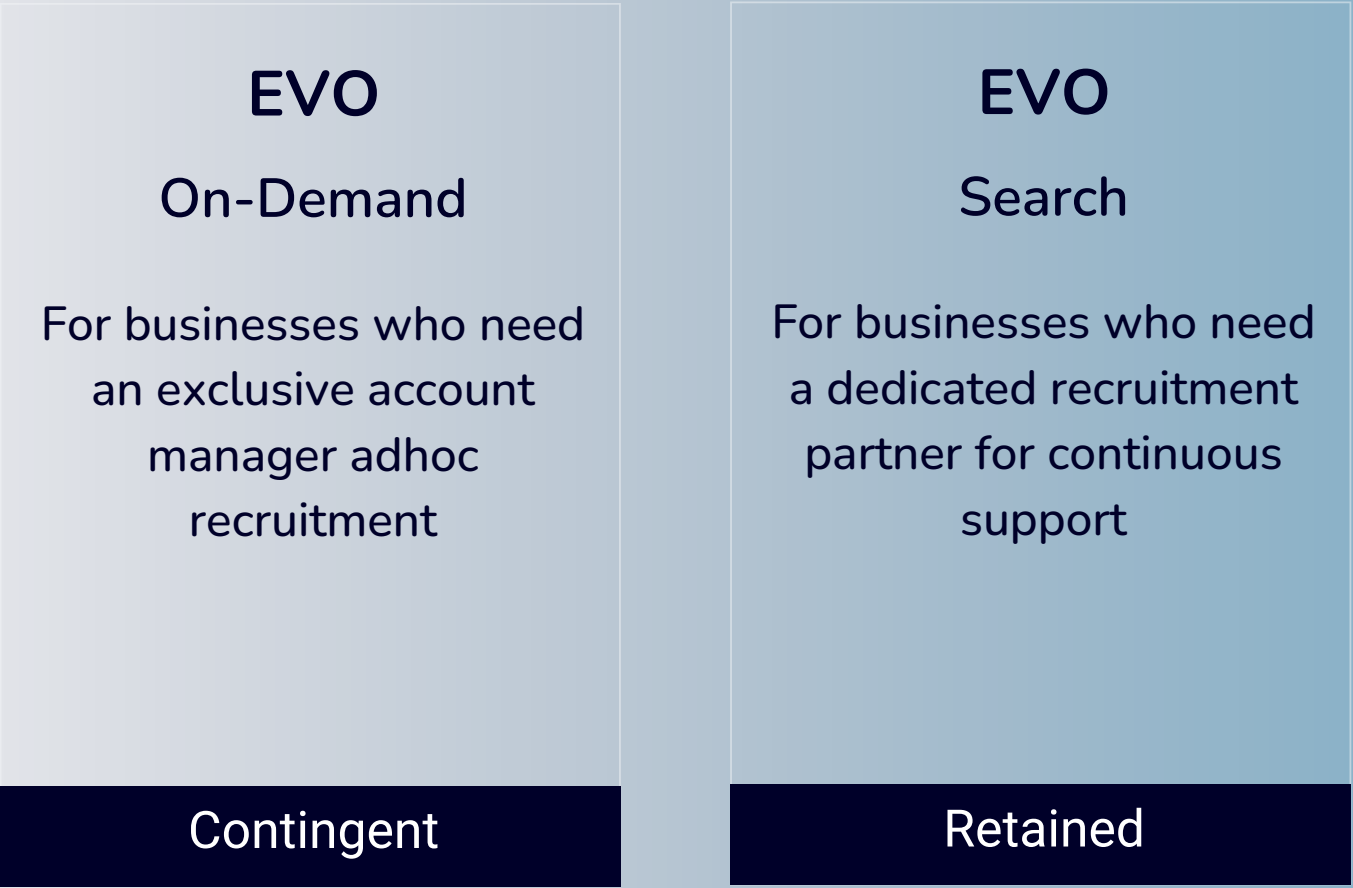 EVO
On-Demand
For businesses who need
an exclusive account
manager adhoc
recruitment
Contingent
EVO
Search
For businesses who need
a dedicated recruitment
partner for continuous
support
Retained